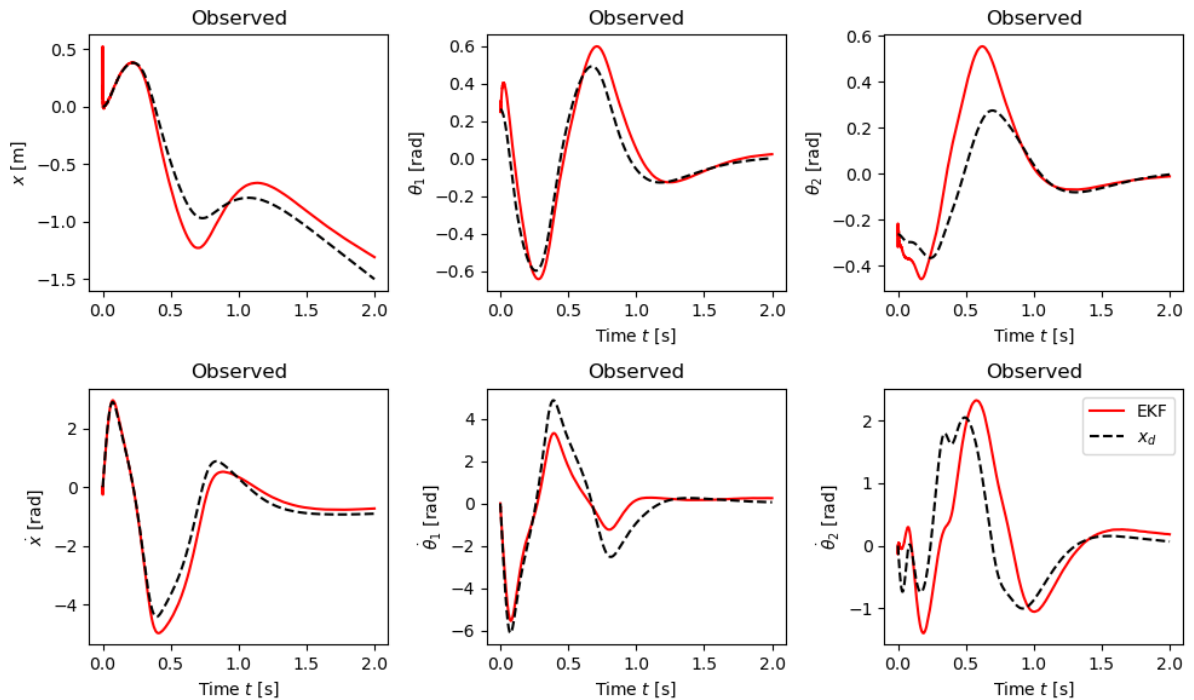 Observed
0.5
0.0
−0.5
−1.0
−1.5
x [m]
0.0 0.5 1.0 1.5 2.0
Observed
0.6
0.4
0.2
0.0
−0.2
−0.4
−0.6
θ₁ [rad]
0.0 0.5 1.0 1.5 2.0
Time t [s]
Observed
0.6
0.4
0.2
0.0
−0.2
−0.4
θ₂ [rad]
0.0 0.5 1.0 1.5 2.0
Time t [s]
Observed
2
0
−2
−4
ẋ [rad]
0.0 0.5 1.0 1.5 2.0
Time t [s]
Observed
4
2
0
−2
−4
−6
θ̇₁ [rad]
0.0 0.5 1.0 1.5 2.0
Time t [s]
Observed
2
1
0
−1
θ̇₂ [rad]
EKF
x_d
0.0 0.5 1.0 1.5 2.0
Time t [s]